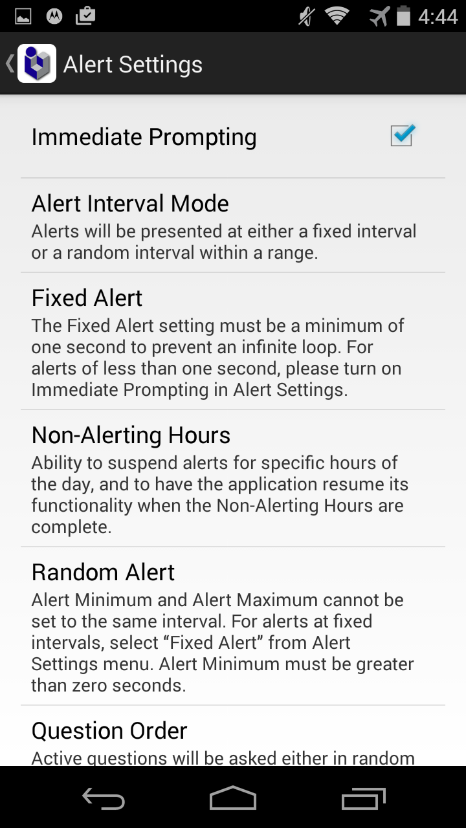 4:44
Alert Settings
Immediate Prompting
Alert Interval Mode
Alerts will be presented at either a fixed interval
or a random interval within a range.
Fixed Alert
The Fixed Alert setting must be a minimum of
one second to prevent an infinite loop. For
alerts of less than one second, please turn on
Immediate Prompting in Alert Settings.
Non-Alerting Hours
Ability to suspend alerts for specific hours of
the day, and to have the application resume its
functionality when the Non-Alerting Hours are
complete.
Random Alert
Alert Minimum and Alert Maximum cannot be
set to the same interval. For alerts at fixed
intervals, select “Fixed Alert” from Alert
Settings menu. Alert Minimum must be greater
than zero seconds.
Question Order
Active questions will be asked either in random